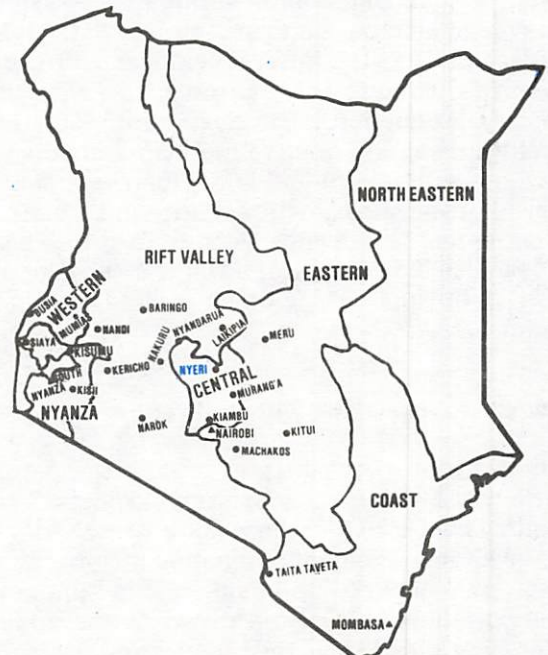 NORTH EASTERN
RIFT VALLEY
EASTERN
BUSIA
WESTERN
MUMIAS
BARINGO
NANDI
NYANDARUA
LAIKIPIA
MERU
SIAYA
KISUMU
NAKURU
KERICHO
NYERI
CENTRAL
SOUTH
NYANZA
KISII
MURANG'A
NYANZA
NAROK
KIAMBU
NAIROBI
KITUI
MACHAKOS
COAST
TAITA TAVETA
MOMBASA